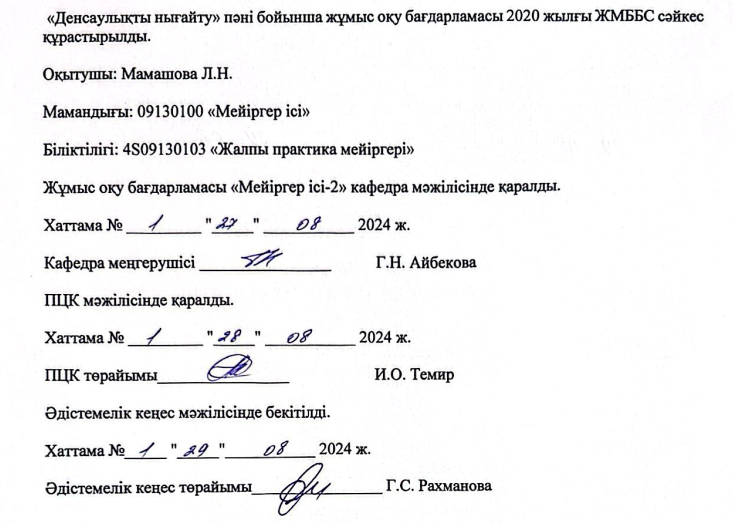 «Денсаулықты нығайту» пәні бойынша жұмыс оқу бағдарламасы 2020 жылғы ЖМББС сәйкес
құрастырылды.
Оқытушы: Мамашова Л.Н.
Мамандығы: 09130100 «Мейіргер ісі»
Біліктілігі: 4S09130103 «Жалпы практика мейіргері»
Жұмыс оқу бағдарламасы «Мейіргер ісі-2» кафедра мәжілісінде қаралды.
Хаттама № 1 "27" 08 2024 ж.
Кафедра меңгерушісі Г.Н. Айбекова
ПЦК мәжілісінде қаралды.
Хаттама № 1 "28" 08 2024 ж.
ПЦК төрайымы И.О. Темир
Әдістемелік кеңес мәжілісінде бекітілді.
Хаттама № 1 "29" 08 2024 ж.
Әдістемелік кеңес төрайымы Г.С. Рахманова